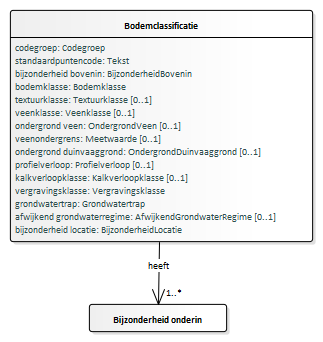 Bodemclassificatie
codegroep: Codegroep
standaardpuntencode: Tekst
bijzonderheid bovenin: BijzonderheidBovenin
bodemklasse: Bodemklasse
textuurklasse: Textuurklasse [0..1]
veenklasse: Veenklasse [0..1]
ondergrond veen: OndergrondVeen [0..1]
veenondergrens: Meetwaarde [0..1]
ondergrond duinvaaggrond: OndergrondDuinvaaggrond [0..1]
profielverloop: Profielverloop [0..1]
kalkverloopklasse: Kalkverloopklasse [0..1]
vergravingsklasse: Vergravingsklasse
grondwatertrap: Grondwatertrap
afwijkend grondwaterregime: AfwijkendGrondwaterRegime [0..1]
bijzonderheid locatie: BijzonderheidLocatie
heeft
1..*
Bijzonderheid onderin